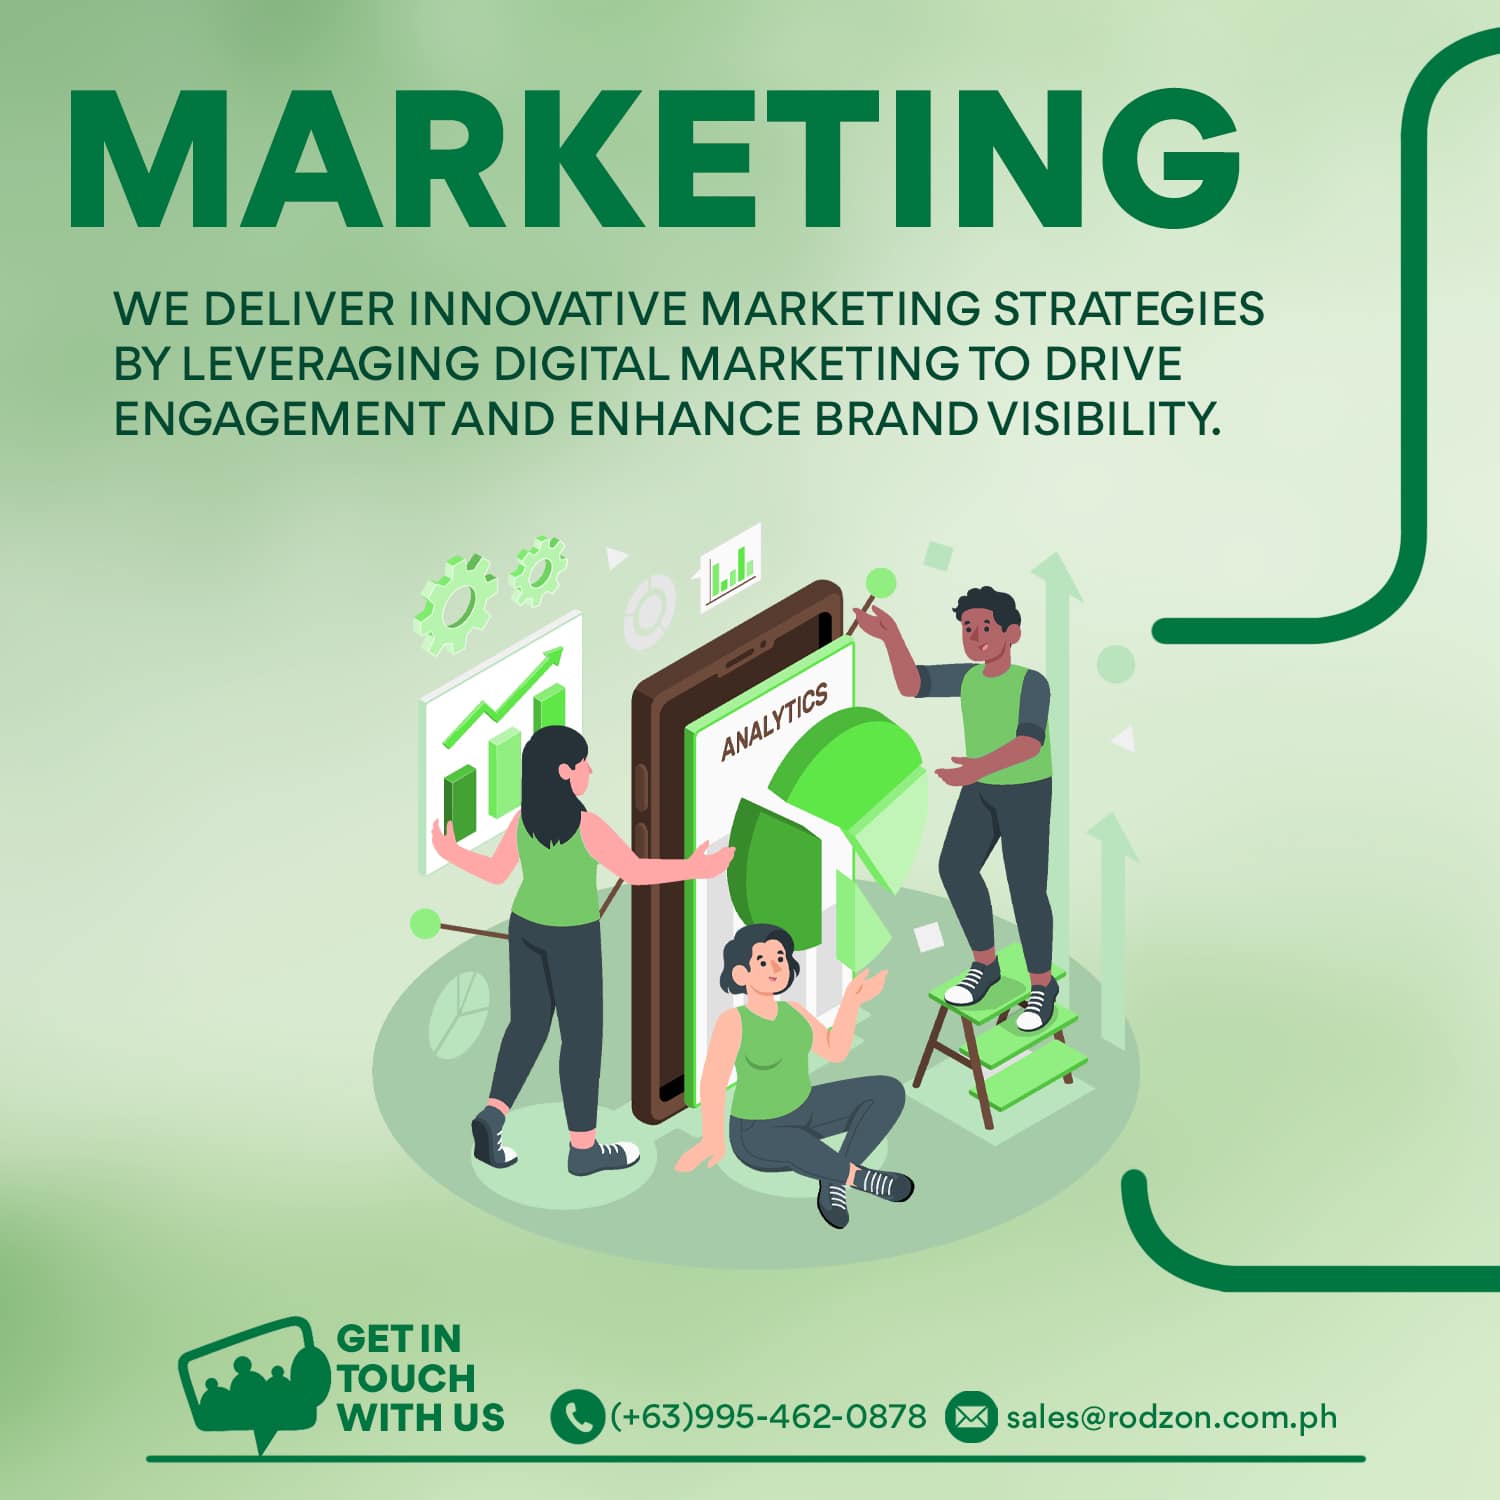 MARKETING
WE DELIVER INNOVATIVE MARKETING STRATEGIES
BY LEVERAGING DIGITAL MARKETING TO DRIVE
ENGAGEMENT AND ENHANCE BRAND VISIBILITY.
ANALYTICS
GET IN
TOUCH
WITH US
(+63)995-462-0878
sales@rodzon.com.ph